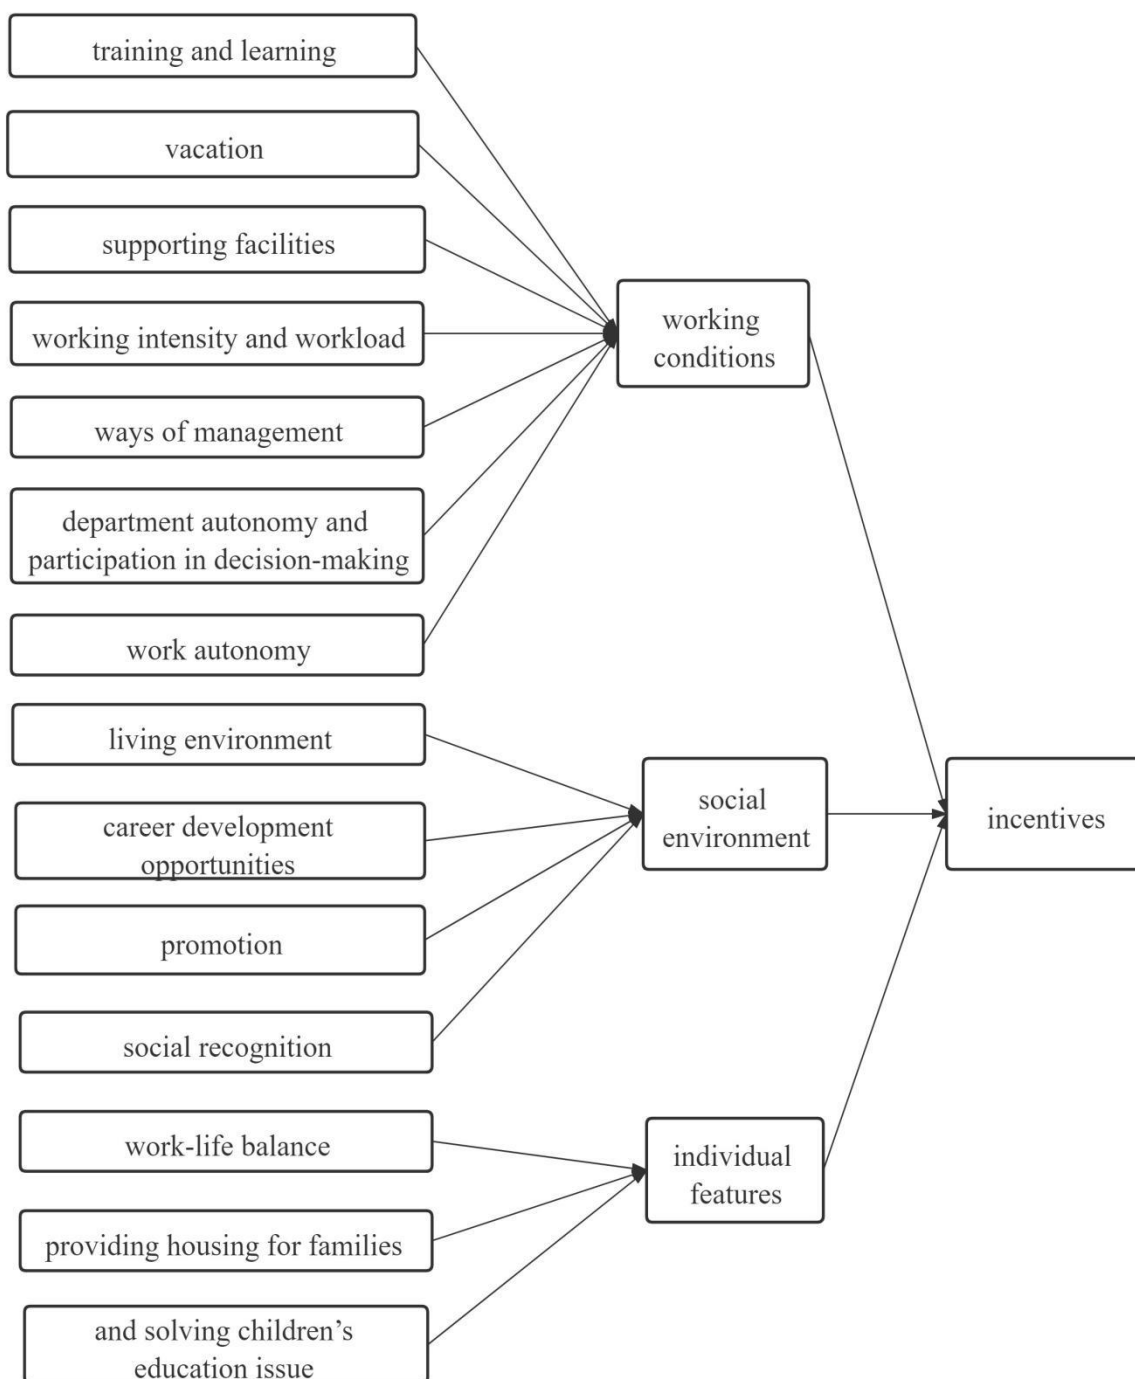 training and learning
vacation
supporting facilities
working intensity and workload
ways of management
department autonomy and
participation in decision-making
work autonomy
living environment
career development
opportunities
promotion
social recognition
work-life balance
providing housing for families
and solving children’s
education issue
working
conditions
social
environment
individual
features
incentives